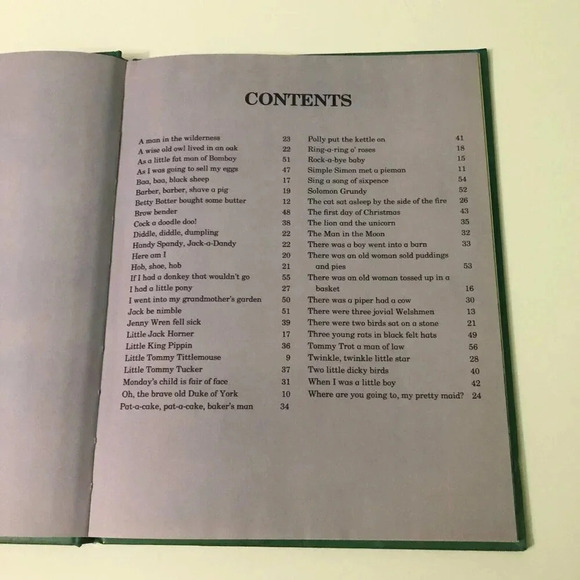 CONTENTS
A man in the wilderness 23
A wise old owl lived in an oak 22
As a little fat man of Bombay 51
As I was going to sell my eggs 47
Baa, baa, black sheep 17
Barber, barber, shave a pig 19
Betty Botter bought some butter 12
Brow bender 48
Cock a doodle doo! 38
Diddle, diddle, dumpling 22
Handy Spandy, Jack-a-Dandy 22
Here am I 20
Hob, shoe, hob 21
If I had a donkey that wouldn't go 55
I had a little pony 27
I went into my grandmother's garden 50
Jack be nimble 51
Jenny Wren fell sick 39
Little Jack Horner 17
Little King Pippin 36
Little Tommy Tittlemouse 9
Little Tommy Tucker 37
Monday's child is fair of face 31
Oh, the brave old Duke of York 10
Pat-a-cake, pat-a-cake, baker's man 34
Polly put the kettle on 41
Ring-a-ring o' roses 18
Rock-a-bye baby 15
Simple Simon met a pieman 11
Sing a song of sixpence 54
Solomon Grundy 52
The cat sat asleep by the side of the fire 26
The first day of Christmas 43
The lion and the unicorn 35
The Man in the Moon 32
There was a boy went into a barn 33
There was an old woman sold puddings
and pies 53
There was an old woman tossed up in a
basket 16
There was a piper had a cow 30
There were three jovial Welshmen 13
There were two birds sat on a stone 21
Three young rats in black felt hats 49
Tommy Trot a man of law 56
Twinkle, twinkle little star 28
Two little dicky birds 40
When I was a little boy 42
Where are you going to, my pretty maid? 24